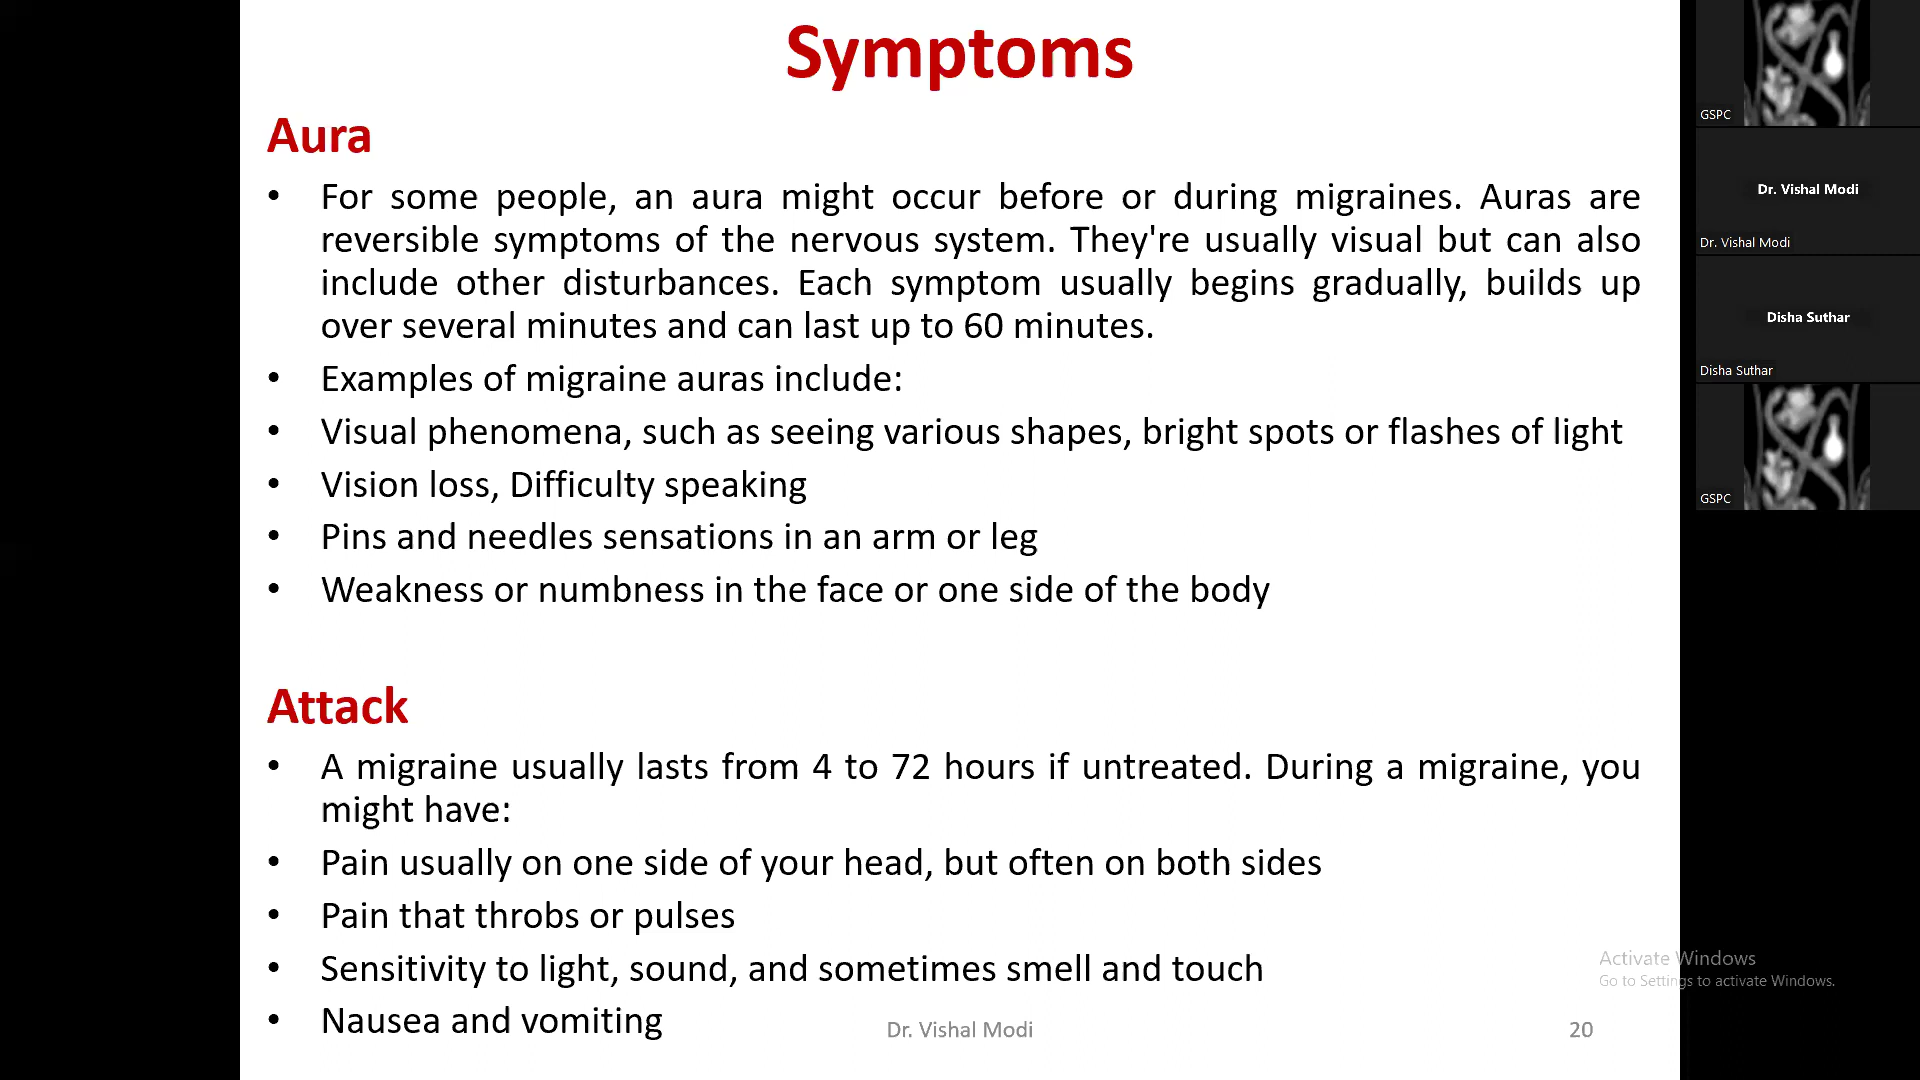 Symptoms
Aura
• For some people, an aura might occur before or during migraines. Auras are
reversible symptoms of the nervous system. They're usually visual but can also
include other disturbances. Each symptom usually begins gradually, builds up
over several minutes and can last up to 60 minutes.
• Examples of migraine auras include:
• Visual phenomena, such as seeing various shapes, bright spots or flashes of light
• Vision loss, Difficulty speaking
• Pins and needles sensations in an arm or leg
• Weakness or numbness in the face or one side of the body
Attack
• A migraine usually lasts from 4 to 72 hours if untreated. During a migraine, you
might have:
• Pain usually on one side of your head, but often on both sides
• Pain that throbs or pulses
• Sensitivity to light, sound, and sometimes smell and touch
• Nausea and vomiting
Dr. Vishal Modi
20
GSPC
Dr. Vishal Modi
Dr. Vishal Modi
Disha Suthar
Disha Suthar
GSPC
Activate Windows
Go to Settings to activate Windows.